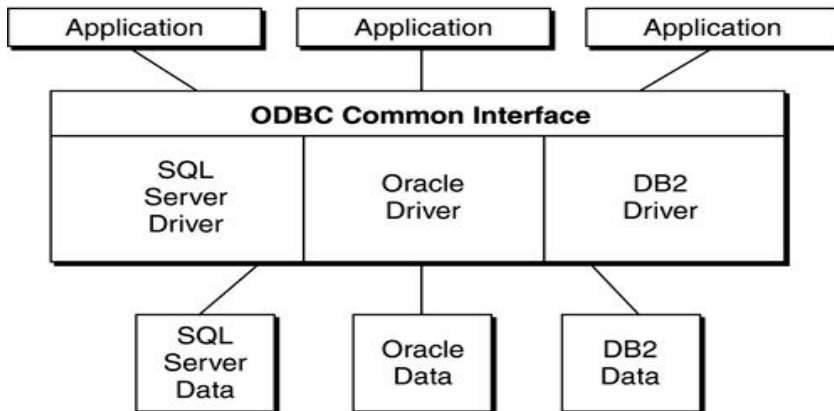 Application
Application
Application
ODBC Common Interface
SQL
Server
Driver
Oracle
Driver
DB2
Driver
SQL
Server
Data
Oracle
Data
DB2
Data